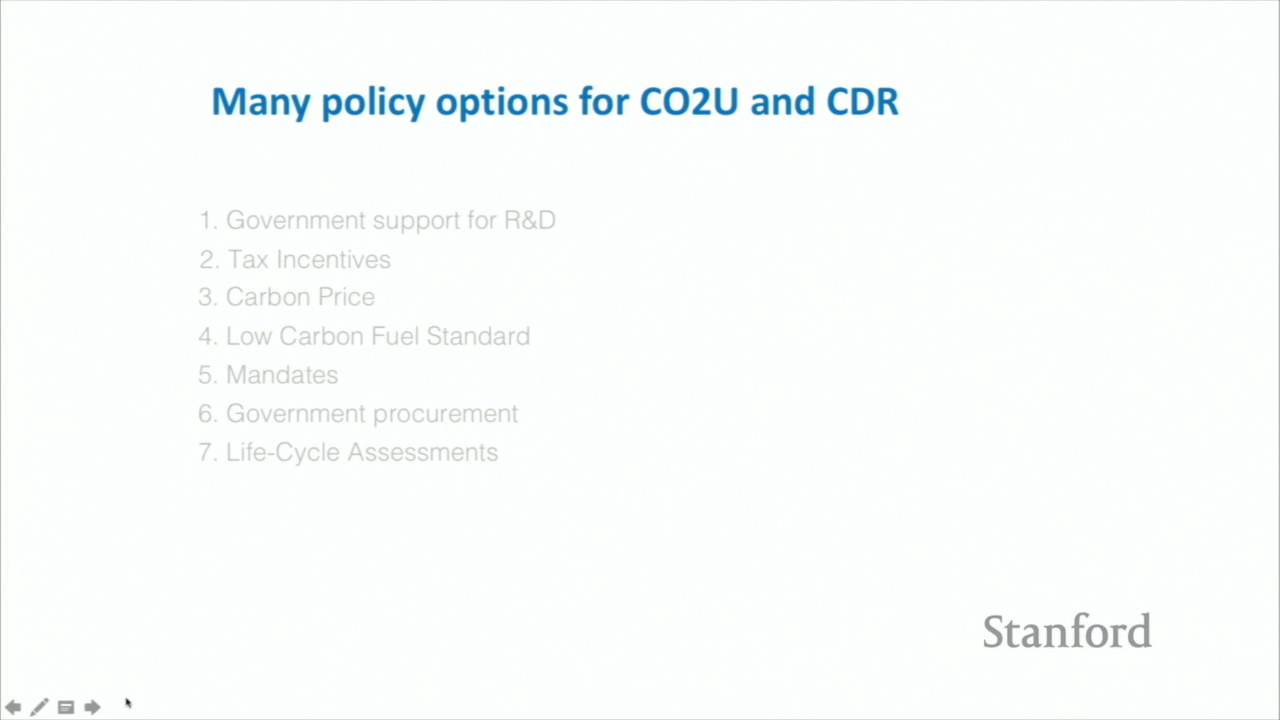 Many policy options for CO2U and CDR
1. Government support for R&D
2. Tax Incentives
3. Carbon Price
4. Low Carbon Fuel Standard
5. Mandates
6. Government procurement
7. Life-Cycle Assessments
Stanford